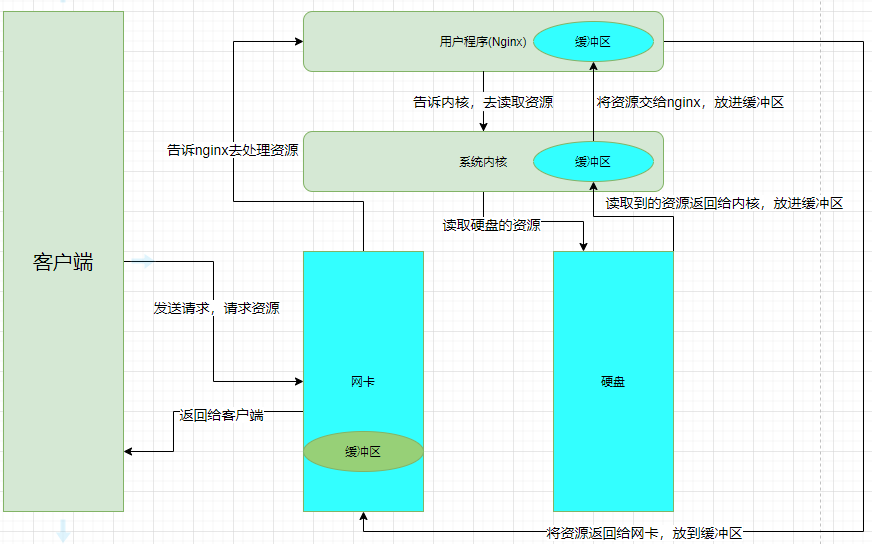 用户程序(Nginx)
缓冲区
告诉内核，去读取资源
将资源交给nginx，放进缓冲区
告诉nginx去处理资源
系统内核
缓冲区
读取到的资源返回给内核，放进缓冲区
读取硬盘的资源
客户端
发送请求，请求资源
网卡
硬盘
返回给客户端
缓冲区
将资源返回给网卡，放到缓冲区